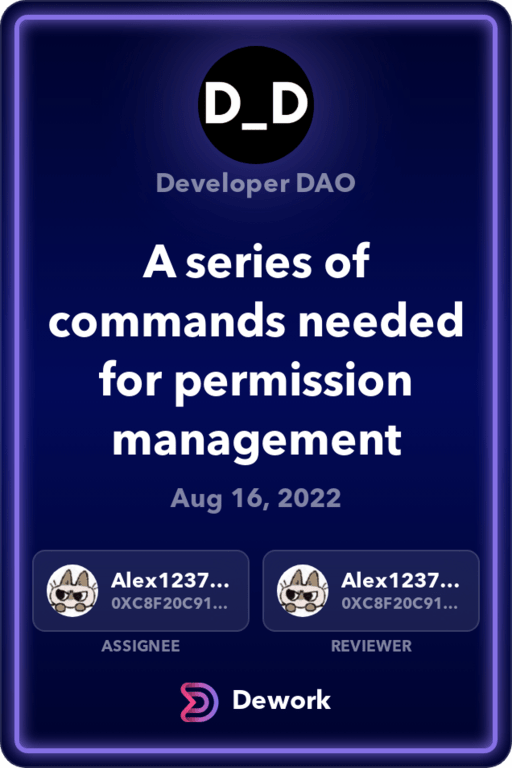 D_D
Developer DAO
A series of
commands needed
for permission
management
Aug 16, 2022
Alex1237...
0XC8F20C91...
Alex1237...
0XC8F20C91...
ASSIGNEE
REVIEWER
Dework